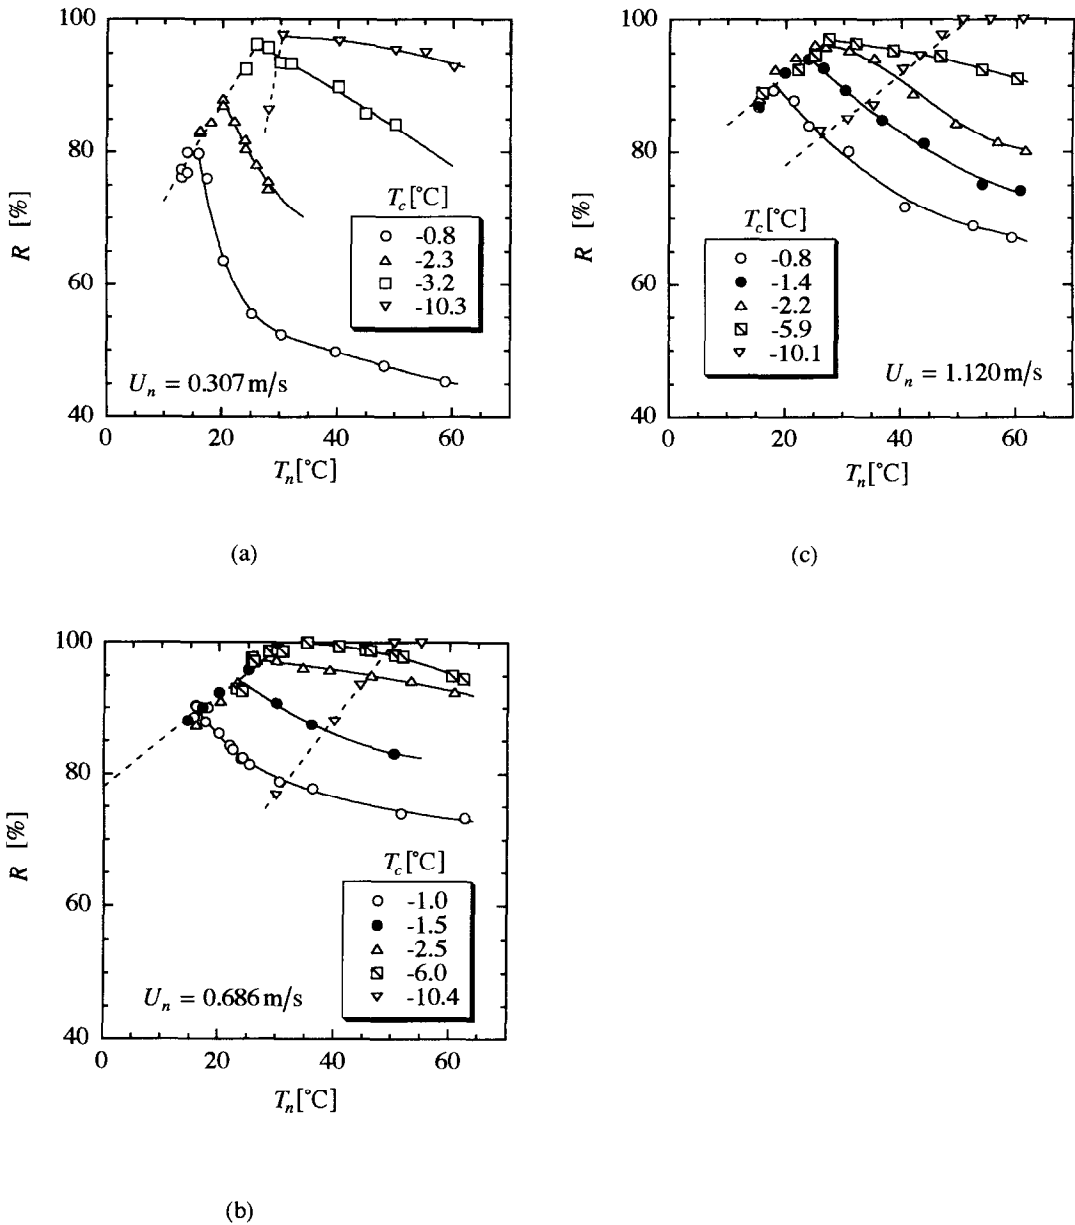 100
80
60
40
R [%]
T_c[°C]
-0.8
-2.3
-3.2
-10.3
U_n = 0.307 m/s
0 20 40 60
T_n[°C]
(a)
100
80
60
40
R [%]
T_c[°C]
-0.8
-1.4
-2.2
-5.9
-10.1
U_n = 1.120 m/s
0 20 40 60
T_n[°C]
(c)
100
80
60
40
R [%]
T_c[°C]
-1.0
-1.5
-2.5
-6.0
-10.4
U_n = 0.686 m/s
0 20 40 60
T_n[°C]
(b)